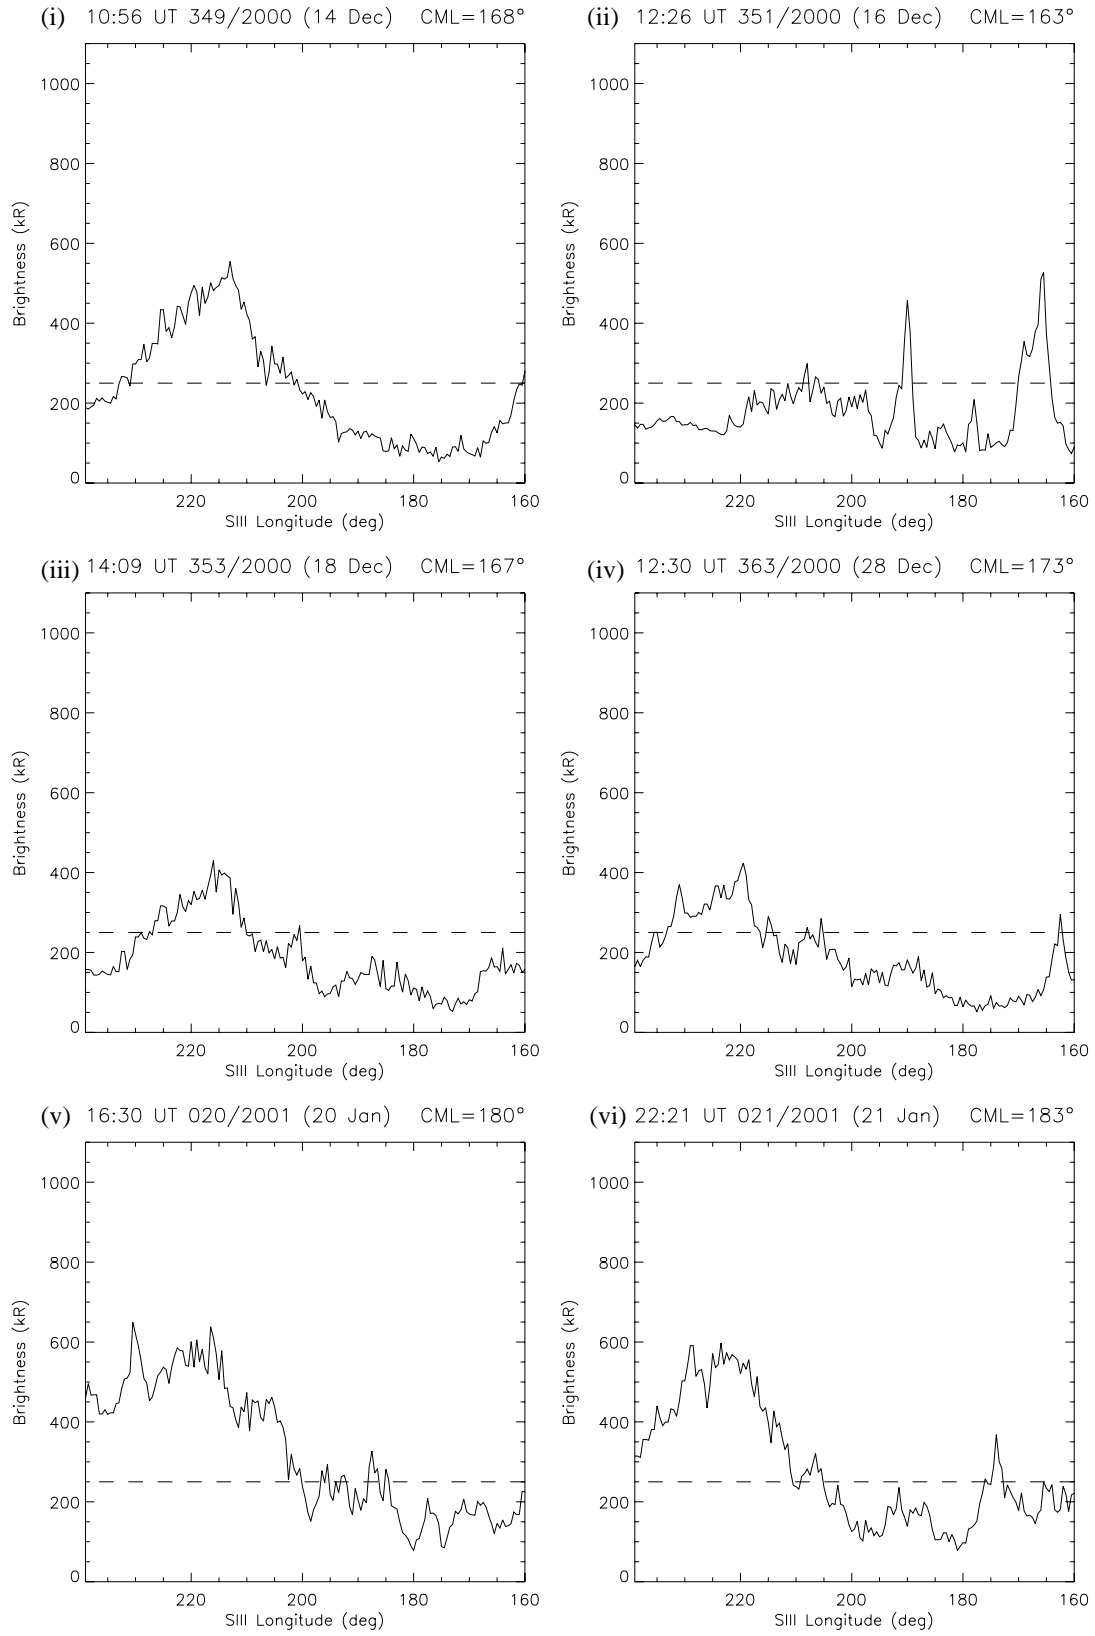 (i) 10:56 UT 349/2000 (14 Dec) CML=168°
1000
800
600
400
200
0
Brightness (kR)
220 200 180 160
SIII Longitude (deg)
(ii) 12:26 UT 351/2000 (16 Dec) CML=163°
1000
800
600
400
200
0
Brightness (kR)
220 200 180 160
SIII Longitude (deg)
(iii) 14:09 UT 353/2000 (18 Dec) CML=167°
1000
800
600
400
200
0
Brightness (kR)
220 200 180 160
SIII Longitude (deg)
(iv) 12:30 UT 363/2000 (28 Dec) CML=173°
1000
800
600
400
200
0
Brightness (kR)
220 200 180 160
SIII Longitude (deg)
(v) 16:30 UT 020/2001 (20 Jan) CML=180°
1000
800
600
400
200
0
Brightness (kR)
220 200 180 160
SIII Longitude (deg)
(vi) 22:21 UT 021/2001 (21 Jan) CML=183°
1000
800
600
400
200
0
Brightness (kR)
220 200 180 160
SIII Longitude (deg)